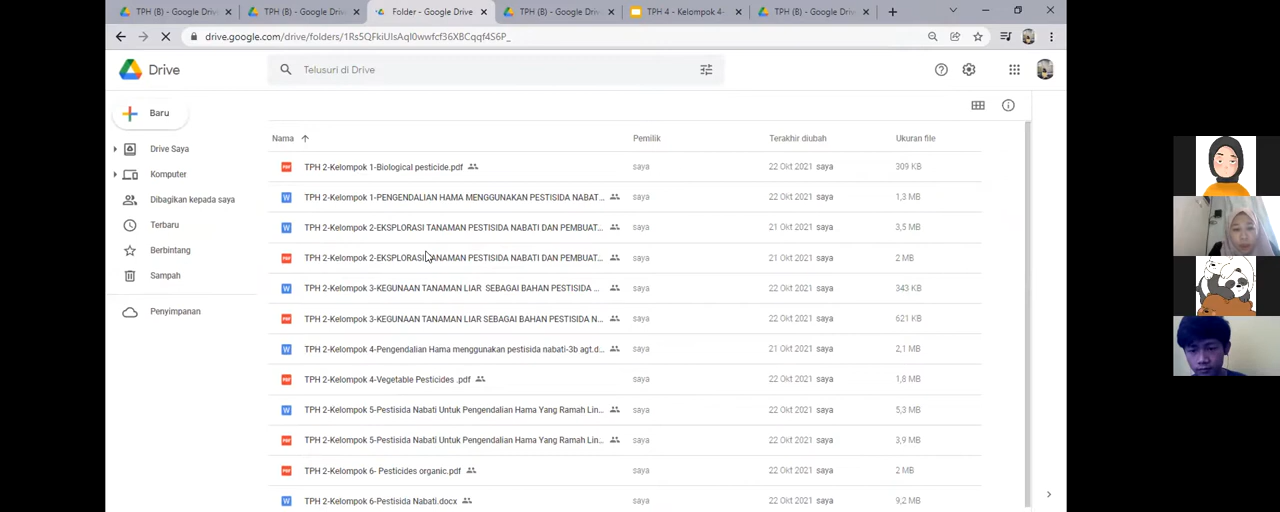 TPH (B) - Google Drive
TPH (B) - Google Drive
Folder - Google Drive
TPH (B) - Google Drive
TPH 4 - Kelompok 4-
TPH (B) - Google Drive
drive.google.com/drive/folders/
Drive
Telusuri di Drive
Baru
Drive Saya
Komputer
Dibagikan kepada saya
Terbaru
Berbintang
Sampah
Penyimpanan
Nama Pemilik Terakhir diubah Ukuran file
TPH 2-Kelompok 1-Biological pesticide.pdf saya 22 Okt 2021 saya 309 KB
TPH 2-Kelompok 1-PENGENDALIAN HAMA MENGGUNAKAN PESTISIDA NABAT... saya 22 Okt 2021 saya 1,3 MB
TPH 2-Kelompok 2-EKSPLORASI TANAMAN PESTISIDA NABATI DAN PEMBUAT... saya 21 Okt 2021 saya 3,5 MB
TPH 2-Kelompok 2-EKSPLORASI TANAMAN PESTISIDA NABATI DAN PEMBUAT... saya 21 Okt 2021 saya 2 MB
TPH 2-Kelompok 3-KEGUNAAN TANAMAN LIAR SEBAGAI BAHAN PESTISIDA ... saya 22 Okt 2021 saya 343 KB
TPH 2-Kelompok 3-KEGUNAAN TANAMAN LIAR SEBAGAI BAHAN PESTISIDA N... saya 22 Okt 2021 saya 621 KB
TPH 2-Kelompok 4-Pengendalian Hama menggunakan pestisida nabati-3b agt.d... saya 21 Okt 2021 saya 2,1 MB
TPH 2-Kelompok 4-Vegetable Pesticides .pdf saya 22 Okt 2021 saya 1,8 MB
TPH 2-Kelompok 5-Pestisida Nabati Untuk Pengendalian Hama Yang Ramah Lin... saya 22 Okt 2021 saya 5,3 MB
TPH 2-Kelompok 5-Pestisida Nabati Untuk Pengendalian Hama Yang Ramah Lin... saya 22 Okt 2021 saya 3,9 MB
TPH 2-Kelompok 6- Pesticides organic.pdf saya 22 Okt 2021 saya 2 MB
TPH 2-Kelompok 6-Pestisida Nabati.docx saya 22 Okt 2021 saya 9,2 MB